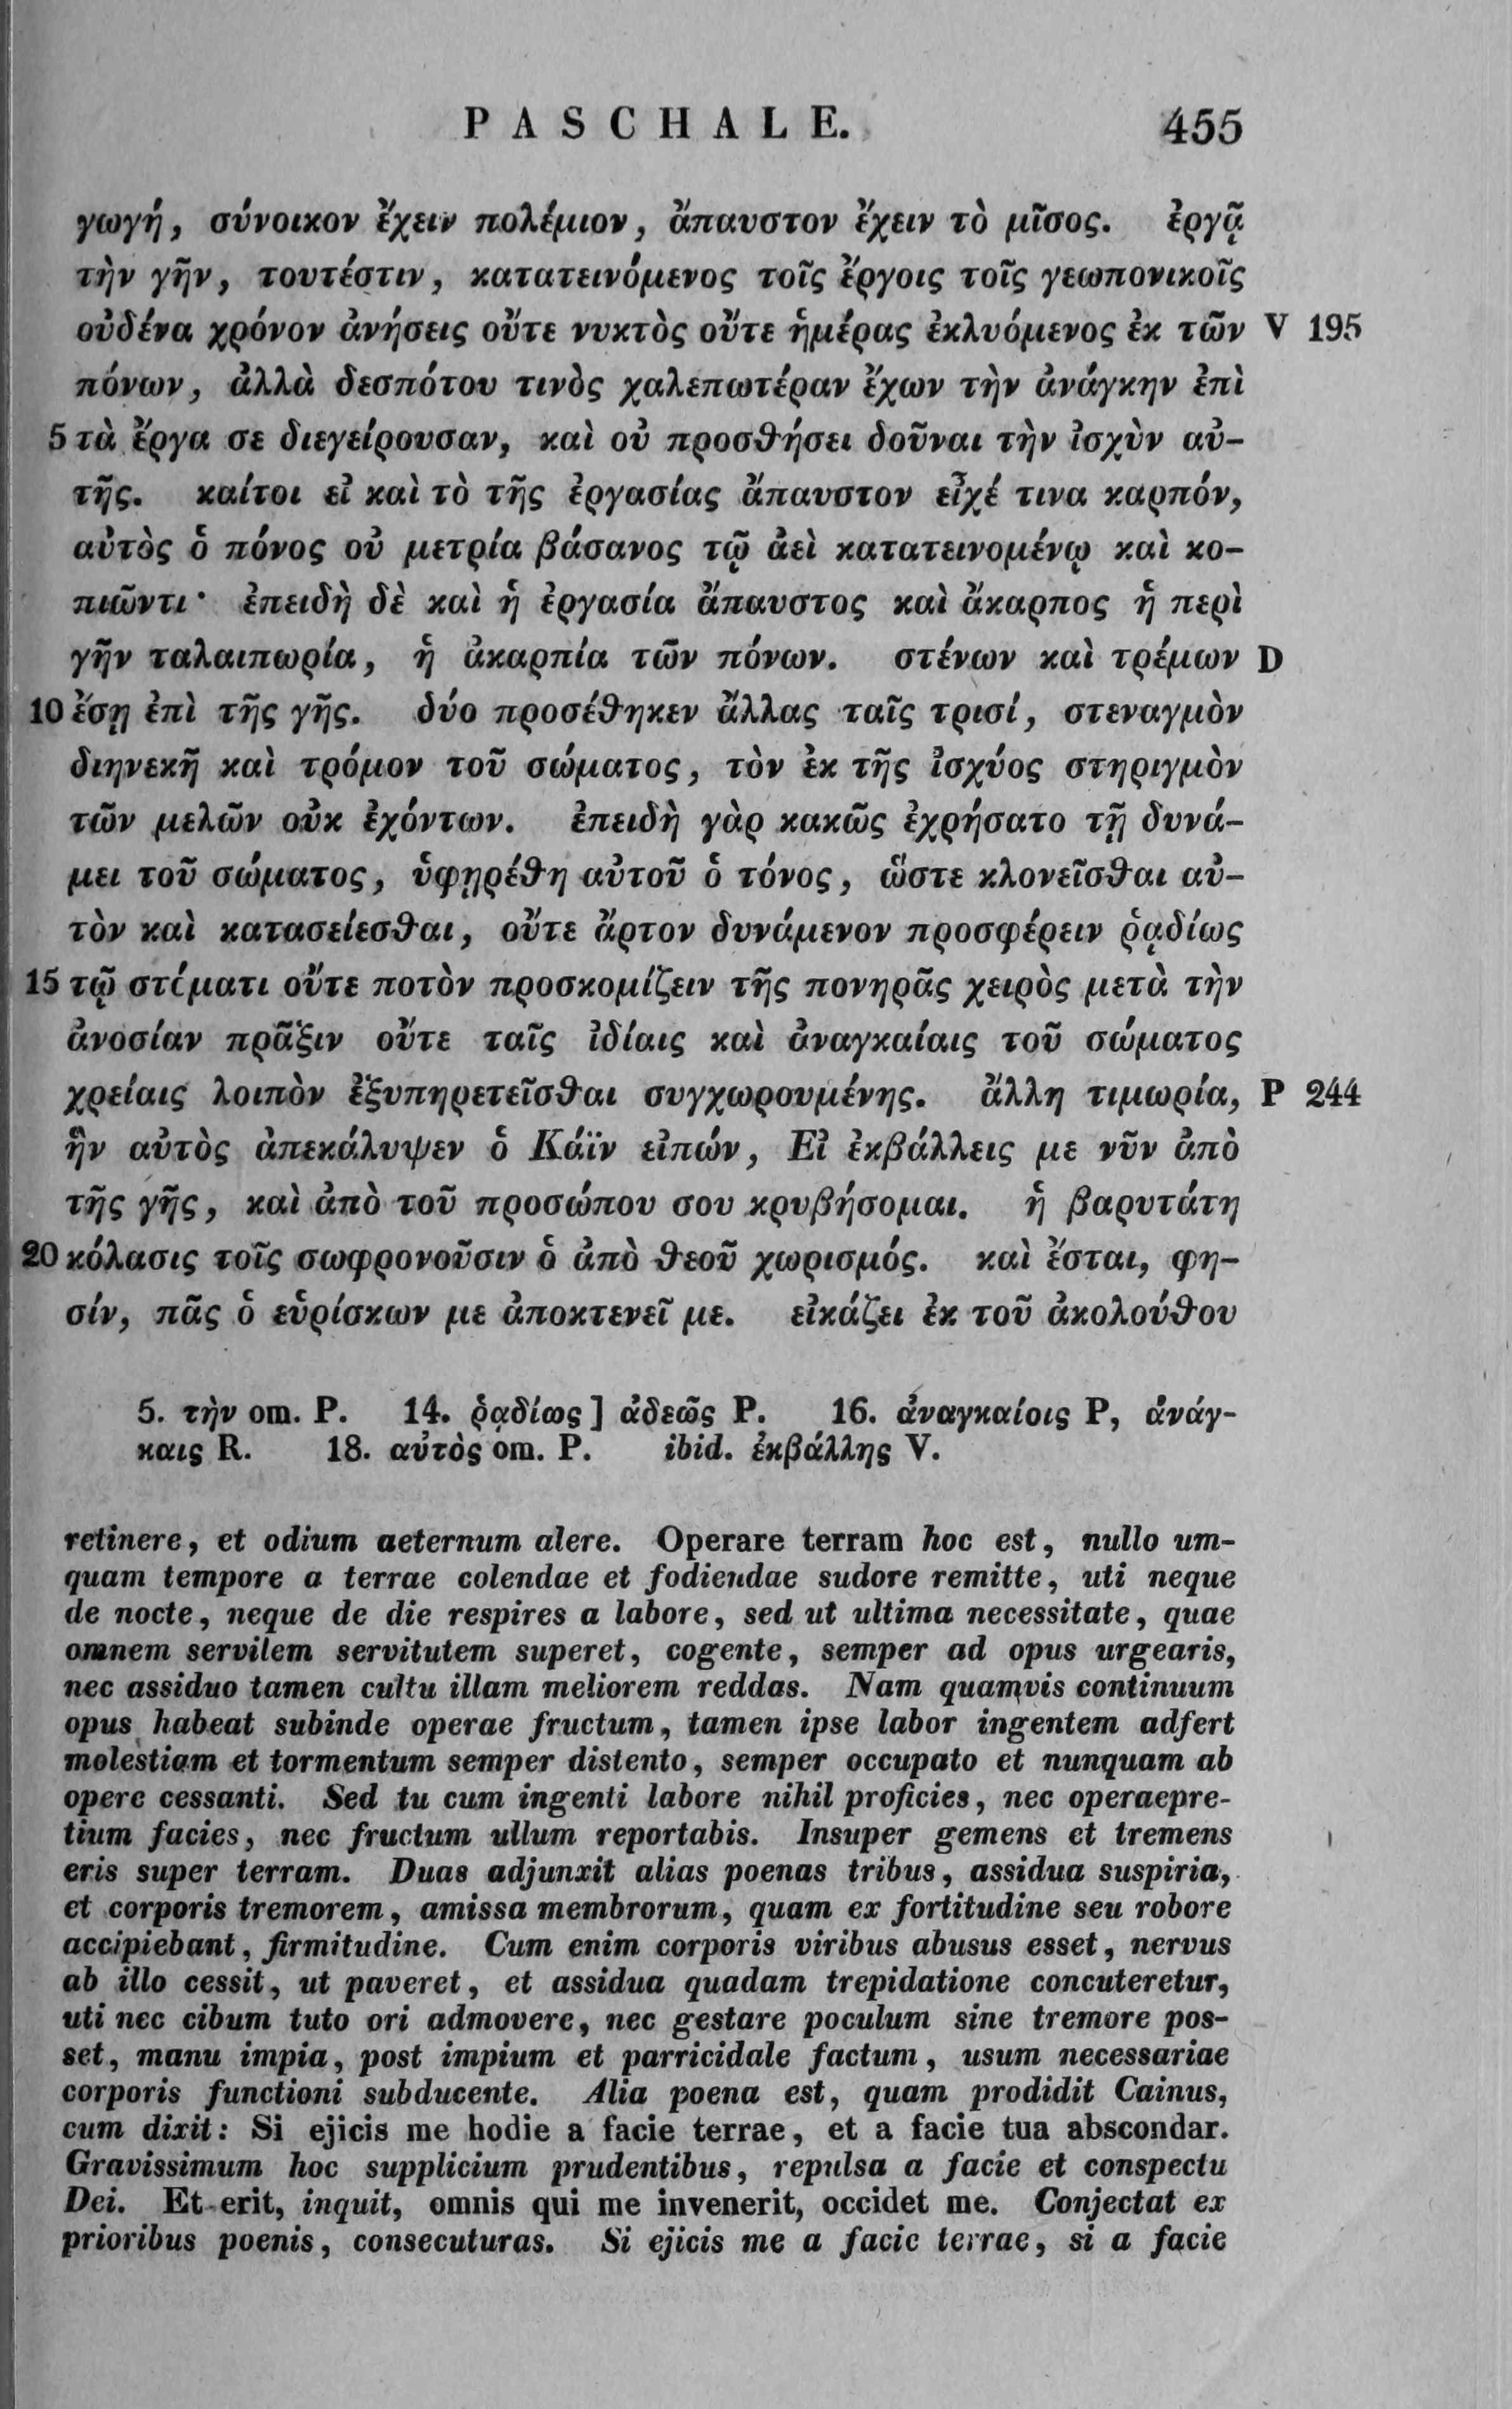 PASCHALE. 455
γωγή, σύνοικον ἔχειν πολέμιον, ἄπαυστον ἔχειν τὸ μῖσος. ἐργᾷ
τὴν γῆν, τουτέστιν, κατατεινόμενος τοῖς ἔργοις τοῖς γεωπονικοῖς
οὐδένα χρόνον ἀνήσεις οὔτε νυκτὸς οὔτε ἡμέρας ἐκλυόμενος ἐκ τῶν V 195
πόνων, ἀλλὰ δεσπότου τινὸς χαλεπωτέραν ἔχων τὴν ἀνάγκην ἐπὶ
5 τὰ ἔργα σε διεγείρουσαν, καὶ οὐ προσθήσει δοῦναι τὴν ἰσχὺν αὐ-
τῆς. καίτοι εἰ καὶ τὸ τῆς ἐργασίας ἄπαυστον εἶχέ τινα καρπόν,
αὐτὸς ὁ πόνος οὐ μετρία βάσανος τῷ ἀεὶ κατατεινομένῳ καὶ κο-
πιῶντι· ἐπειδὴ δὲ καὶ ἡ ἐργασία ἄπαυστος καὶ ἄκαρπος ἡ περὶ
γῆν ταλαιπωρία, ἡ ἀκαρπία τῶν πόνων. στένων καὶ τρέμων D
10 ἔσῃ ἐπὶ τῆς γῆς. δύο προσέθηκεν ἄλλας ταῖς τρισί, στεναγμὸν
διηνεκῆ καὶ τρόμον τοῦ σώματος, τὸν ἐκ τῆς ἰσχύος στηριγμὸν
τῶν μελῶν οὐκ ἐχόντων. ἐπειδὴ γὰρ κακῶς ἐχρήσατο τῇ δυνά-
μει τοῦ σώματος, ὑφῃρέθη αὐτοῦ ὁ τόνος, ὥστε κλονεῖσθαι αὐ-
τὸν καὶ κατασείεσθαι, οὔτε ἄρτον δυνάμενον προσφέρειν ῥᾳδίως
15 τῷ στόματι οὔτε ποτὸν προσκομίζειν τῆς πονηρᾶς χειρὸς μετὰ τὴν
ἀνοσίαν πρᾶξιν οὔτε ταῖς ἰδίαις καὶ ἀναγκαίαις τοῦ σώματος
χρείαις λοιπὸν ἐξυπηρετεῖσθαι συγχωρουμένης. ἄλλη τιμωρία, P 244
ἣν αὐτὸς ἀπεκάλυψεν ὁ Κάϊν εἰπών, Εἰ ἐκβάλλεις με νῦν ἀπὸ
τῆς γῆς, καὶ ἀπὸ τοῦ προσώπου σου κρυβήσομαι. ἡ βαρυτάτη
20 κόλασις τοῖς σωφρονοῦσιν ὁ ἀπὸ θεοῦ χωρισμός. καὶ ἔσται, φη-
σίν, πᾶς ὁ εὑρίσκων με ἀποκτενεῖ με. εἰκάζει ἐκ τοῦ ἀκολούθου
5. τὴν om. P. 14. ῥᾳδίως] ἀδεῶς P. 16. ἀναγκαίοις P, ἀνάγ-
καις R. 18. αὐτὸς om. P. ibid. ἐκβάλλης V.
retinere, et odium aeternum alere. Operare terram hoc est, nullo um-
quam tempore a terrae colendae et fodiendae sudore remitte, uti neque
de nocte, neque de die respires a labore, sed ut ultima necessitate, quae
omnem servilem servitutem superet, cogente, semper ad opus urgearis,
nec assiduo tamen cultu illam meliorem reddas. Nam quamvis continuum
opus habeat subinde operae fructum, tamen ipse labor ingentem adfert
molestiam et tormentum semper distento, semper occupato et nunquam ab
opere cessanti. Sed tu cum ingenti labore nihil proficies, nec operaepre-
tium facies, nec fructum ullum reportabis. Insuper gemens et tremens
eris super terram. Duas adjunxit alias poenas tribus, assidua suspiria,
et corporis tremorem, amissa membrorum, quam ex fortitudine seu robore
accipiebant, firmitudine. Cum enim corporis viribus abusus esset, nervus
ab illo cessit, ut paveret, et assidua quadam trepidatione concuteretur,
uti nec cibum tuto ori admovere, nec gestare poculum sine tremore pos-
set, manu impia, post impium et parricidale factum, usum necessariae
corporis functioni subducente. Alia poena est, quam prodidit Cainus,
cum dixit: Si ejicis me hodie a facie terrae, et a facie tua abscondar.
Gravissimum hoc supplicium prudentibus, repulsa a facie et conspectu
Dei. Et erit, inquit, omnis qui me invenerit, occidet me. Conjectat ex
prioribus poenis, consecuturas. Si ejicis me a facie terrae, si a facie